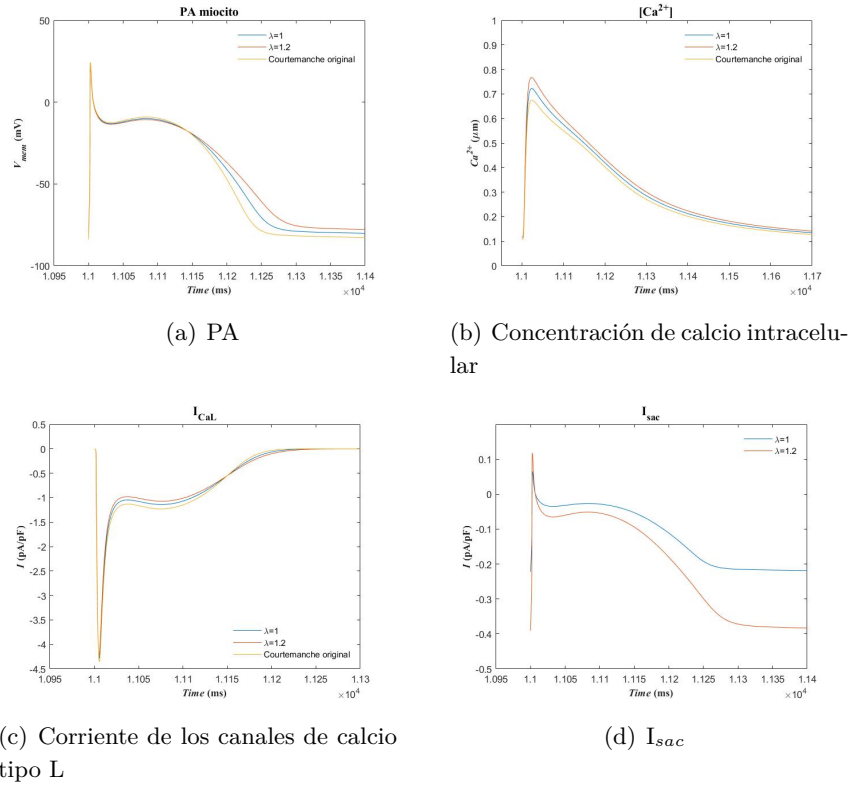 PA miocito
50
0
-50
-100
V_mem (mV)
λ=1
λ=1.2
Courtemanche original
1.095 1.1 1.105 1.11 1.115 1.12 1.125 1.13 1.135 1.14
Time (ms)
×10⁴
(a) PA
[Ca²⁺]
1
0.9
0.8
0.7
0.6
0.5
0.4
0.3
0.2
0.1
0
Ca²⁺ (μm)
λ=1
λ=1.2
Courtemanche original
1.1 1.11 1.12 1.13 1.14 1.15 1.16 1.17
Time (ms)
×10⁴
(b) Concentración de calcio intracelu-
lar
I_CaL
0.5
0
-0.5
-1
-1.5
-2
-2.5
-3
-3.5
-4
-4.5
I (pA/pF)
λ=1
λ=1.2
Courtemanche original
1.095 1.1 1.105 1.11 1.115 1.12 1.125 1.13
Time (ms)
×10⁴
(c) Corriente de los canales de calcio
tipo L
I_sac
0.1
0
-0.1
-0.2
-0.3
-0.4
-0.5
I (pA/pF)
λ=1
λ=1.2
1.095 1.1 1.105 1.11 1.115 1.12 1.125 1.13 1.135 1.14
Time (ms)
×10⁴
(d) I_sac